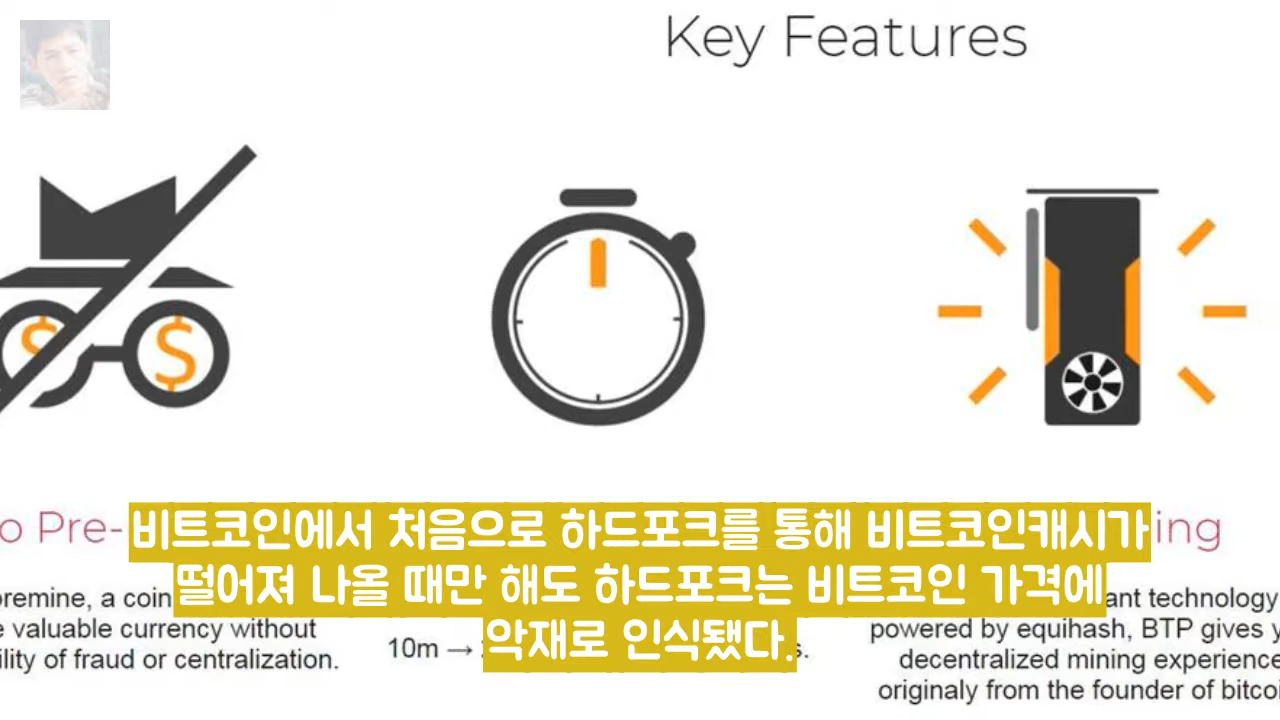 Key Features
o Pre-
ing
비트코인에서 처음으로 하드포크를 통해 비트코인캐시가
떨어져 나올 때만 해도 하드포크는 비트코인 가격에
악재로 인식됐다.
premine, a coin
valuable currency without
ility of fraud or centralization.
10m →
s.
ant technology
powered by equihash, BTP gives y
decentralized mining experience
originaly from the founder of bitcoi